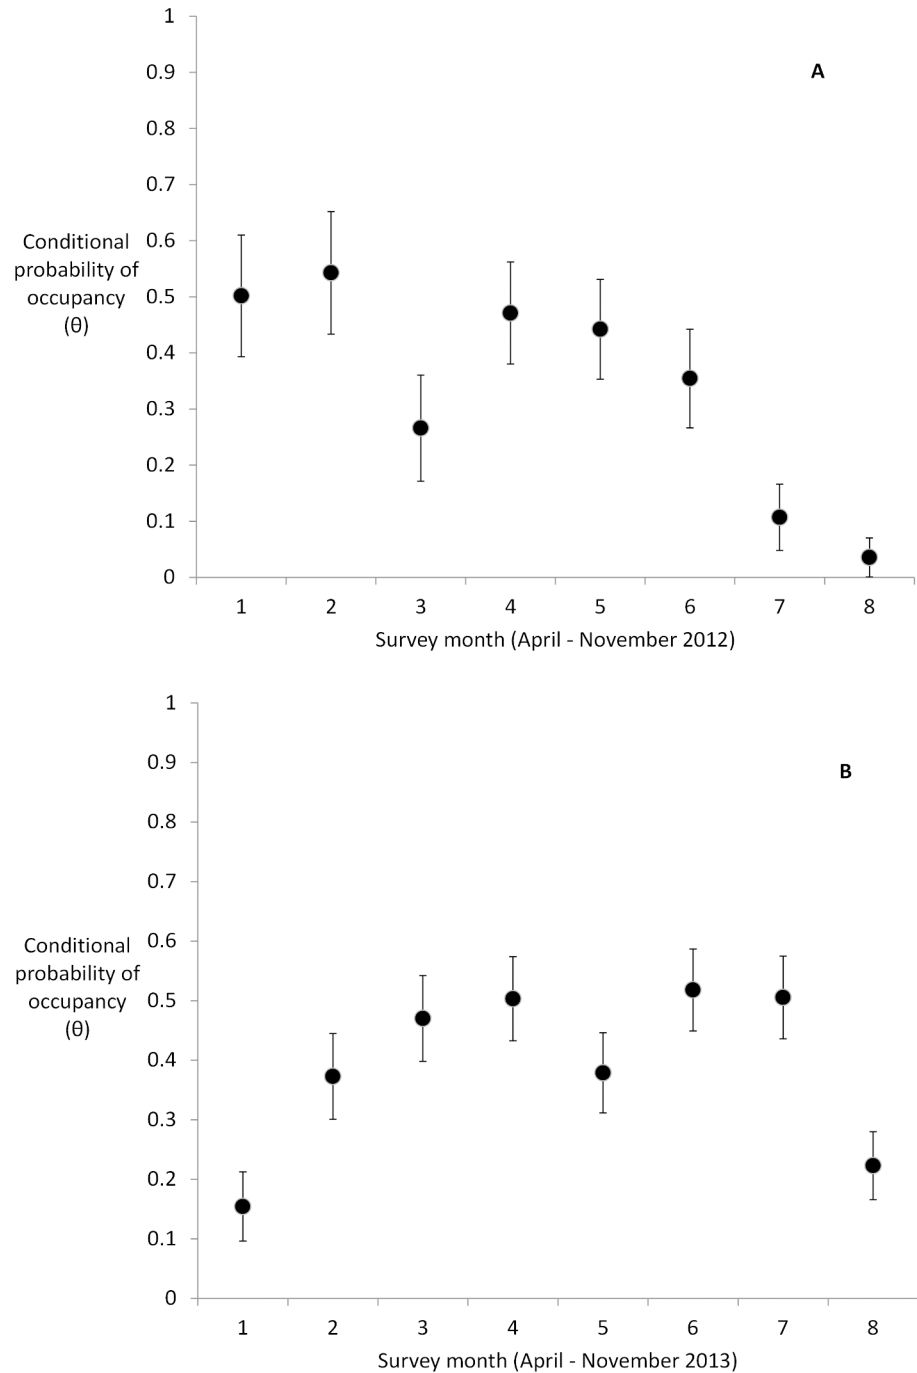 1
0.9
A
0.8
0.7
0.6
Conditional
probability of
occupancy
(θ)
0.5
0.4
0.3
0.2
0.1
0
1 2 3 4 5 6 7 8
Survey month (April - November 2012)
1
0.9
B
0.8
0.7
0.6
Conditional
probability of
occupancy
(θ)
0.5
0.4
0.3
0.2
0.1
0
1 2 3 4 5 6 7 8
Survey month (April - November 2013)